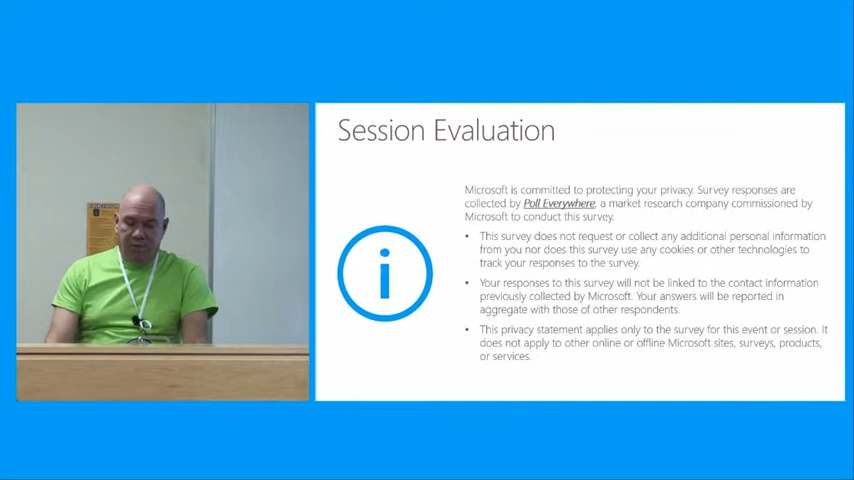 Session Evaluation
Microsoft is committed to protecting your privacy. Survey responses are
collected by Poll Everywhere, a market research company commissioned by
Microsoft to conduct this survey.
• This survey does not request or collect any additional personal information
from you nor does this survey use any cookies or other technologies to
track your responses to the survey.
• Your responses to this survey will not be linked to the contact information
previously collected by Microsoft. Your answers will be reported in
aggregate with those of other respondents.
• This privacy statement applies only to the survey for this event or session. It
does not apply to other online or offline Microsoft sites, surveys, products,
or services.